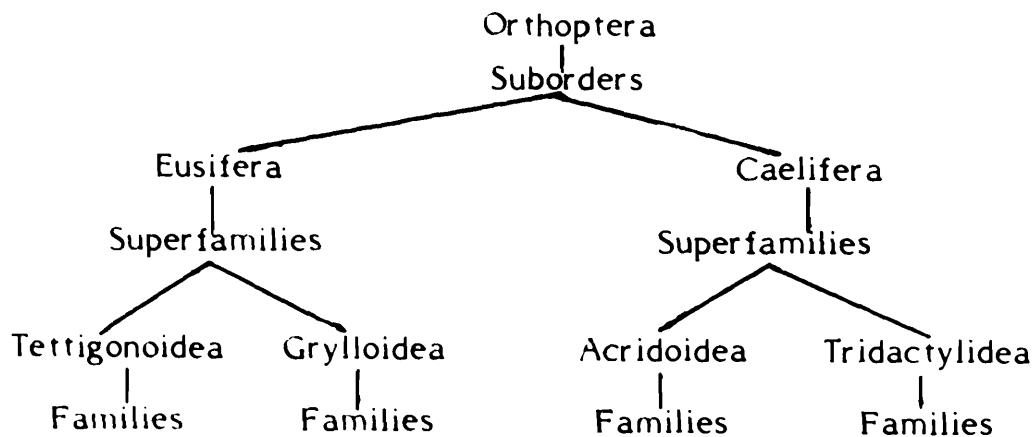 Orthoptera
Suborders
Eusifera Caelifera
Superfamilies Superfamilies
Tettigonoidea Grylloidea Acridoidea Tridactylidea
Families Families Families Families